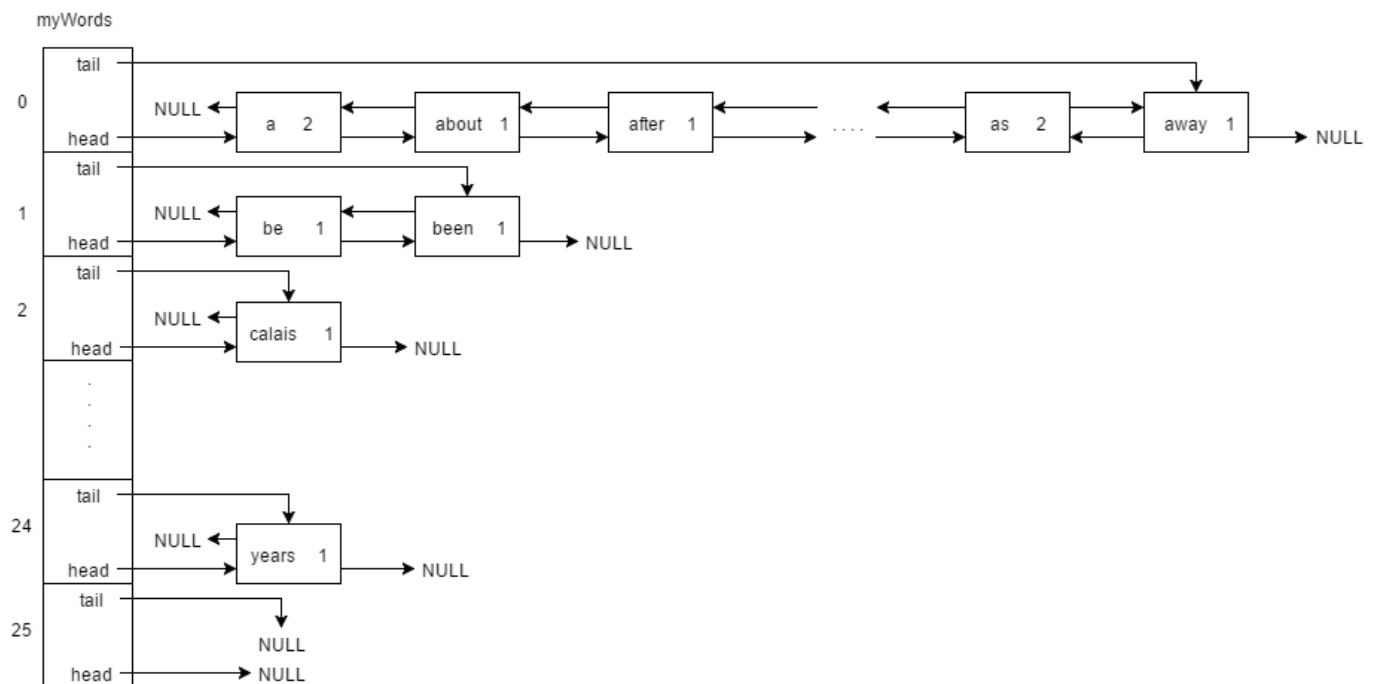 myWords
tail
0
NULL a 2 about 1 after 1 .... as 2 away 1
head NULL
tail
1 NULL be 1 been 1
head NULL
tail
2 NULL calais 1
head NULL
.
.
.
.
tail
24 NULL years 1
head NULL
tail
25 NULL
head NULL